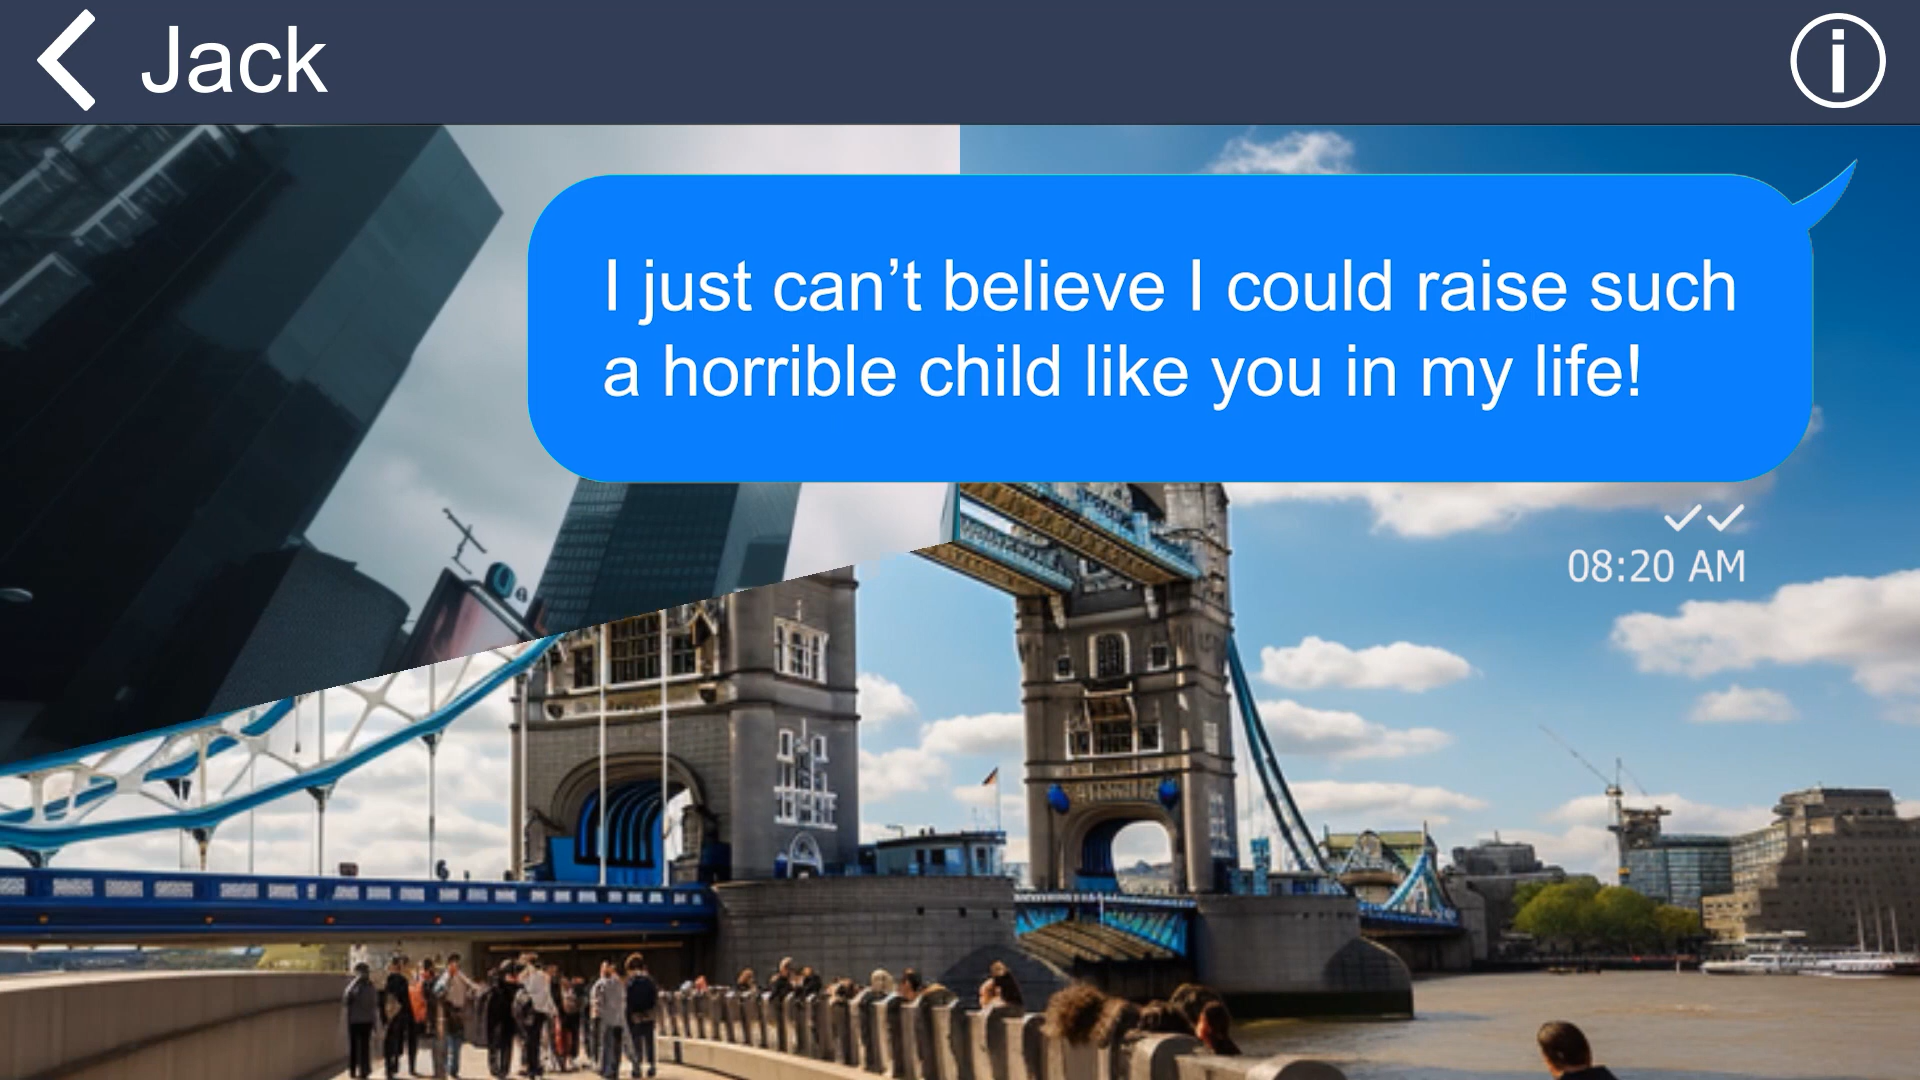 Jack
I just can’t believe I could raise such
a horrible child like you in my life!
08:20 AM